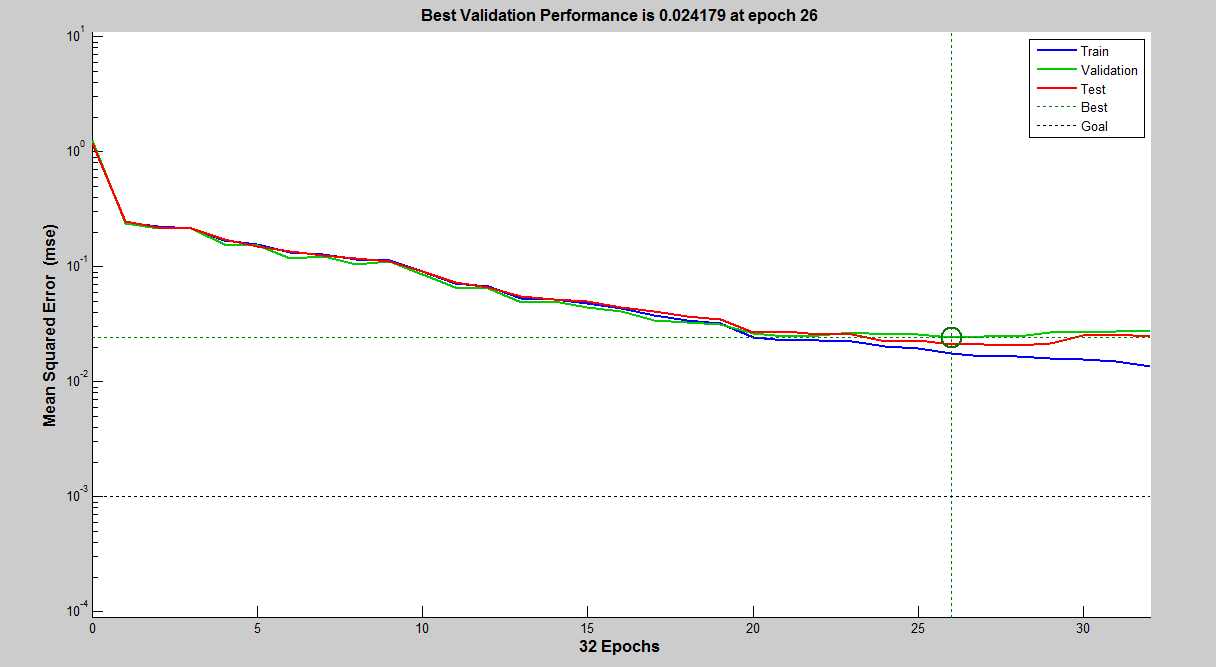 Best Validation Performance is 0.024179 at epoch 26
Train
Validation
Test
Best
Goal
Mean Squared Error (mse)
10^1
10^0
10^-1
10^-2
10^-3
10^-4
0 5 10 15 20 25 30
32 Epochs